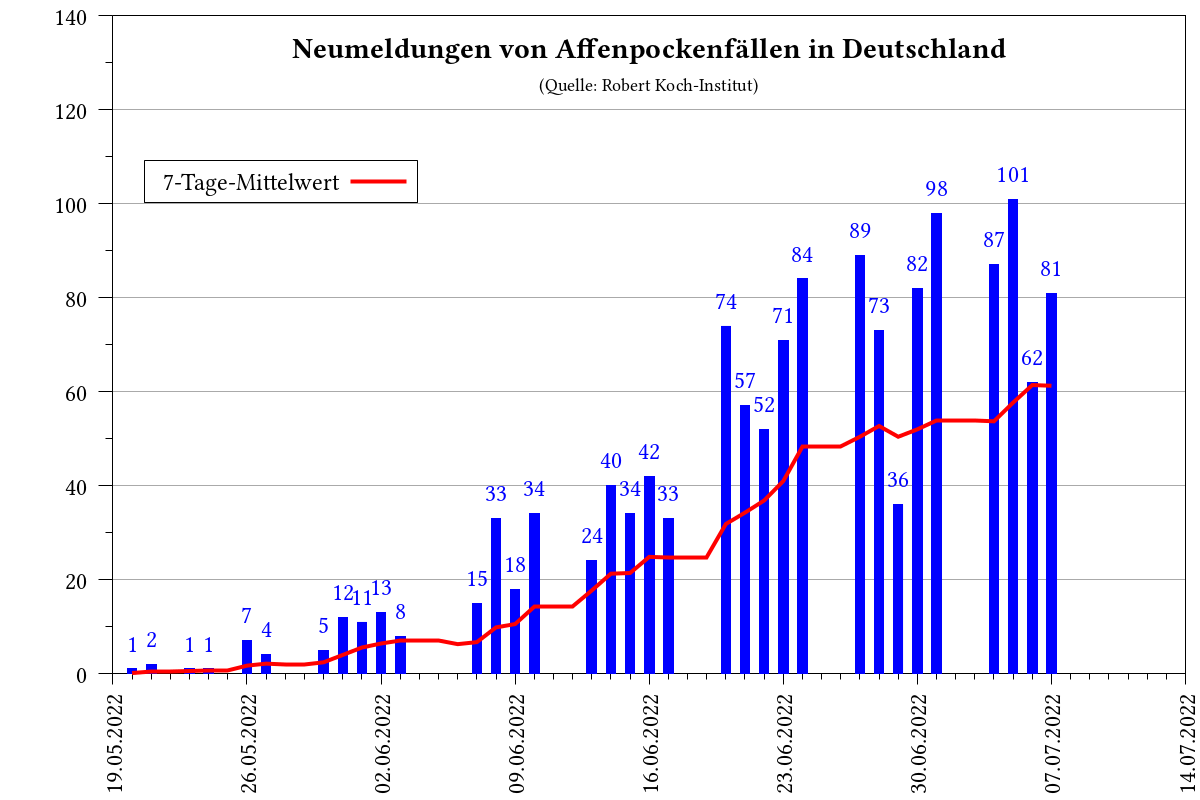 Neumeldungen von Affenpockenfällen in Deutschland
(Quelle: Robert Koch-Institut)
7-Tage-Mittelwert
140
120
100
80
60
40
20
0
1 2 1 1 7 4 5 12 11 13 8 15 33 18 34 24 40 34 42 33 74 57 52 71 84 89 73 36 82 98 87 101 62 81
19.05.2022 26.05.2022 02.06.2022 09.06.2022 16.06.2022 23.06.2022 30.06.2022 07.07.2022 14.07.2022